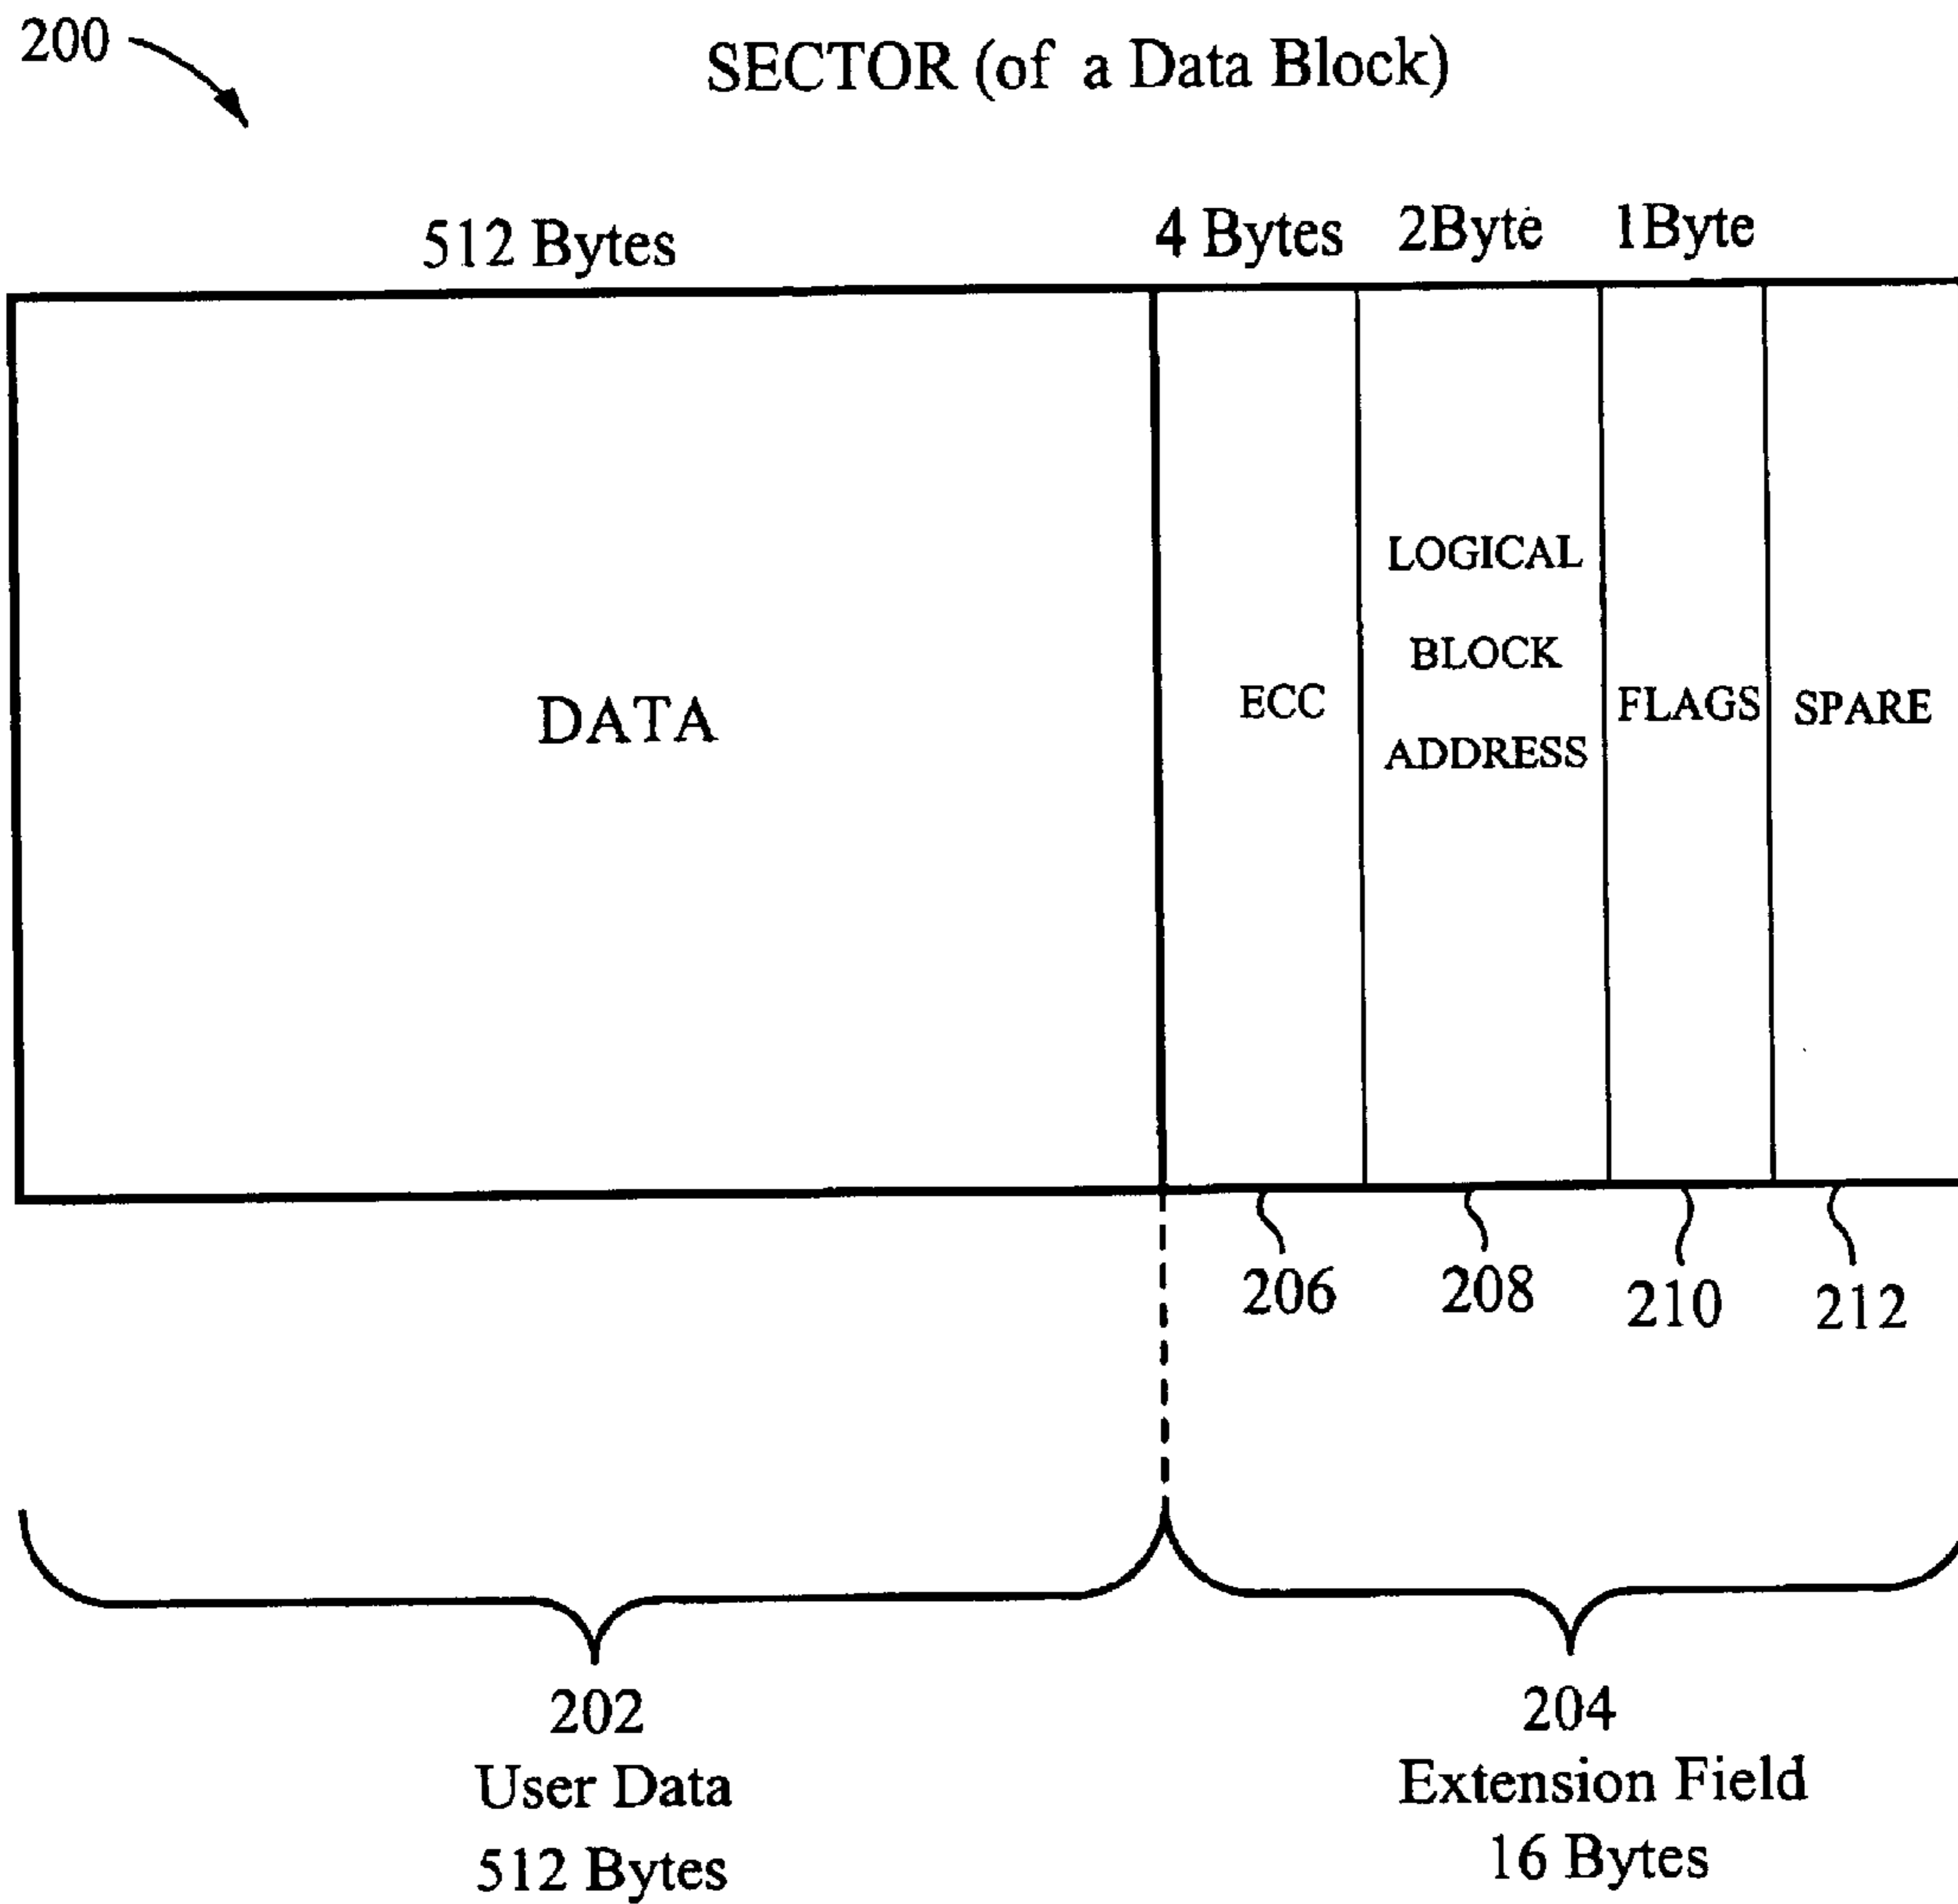 200
SECTOR (of a Data Block)
512 Bytes
4 Bytes
2Byte
1Byte
DATA
ECC
LOGICAL
BLOCK
ADDRESS
FLAGS
SPARE
206
208
210
212
202
User Data
512 Bytes
204
Extension Field
16 Bytes